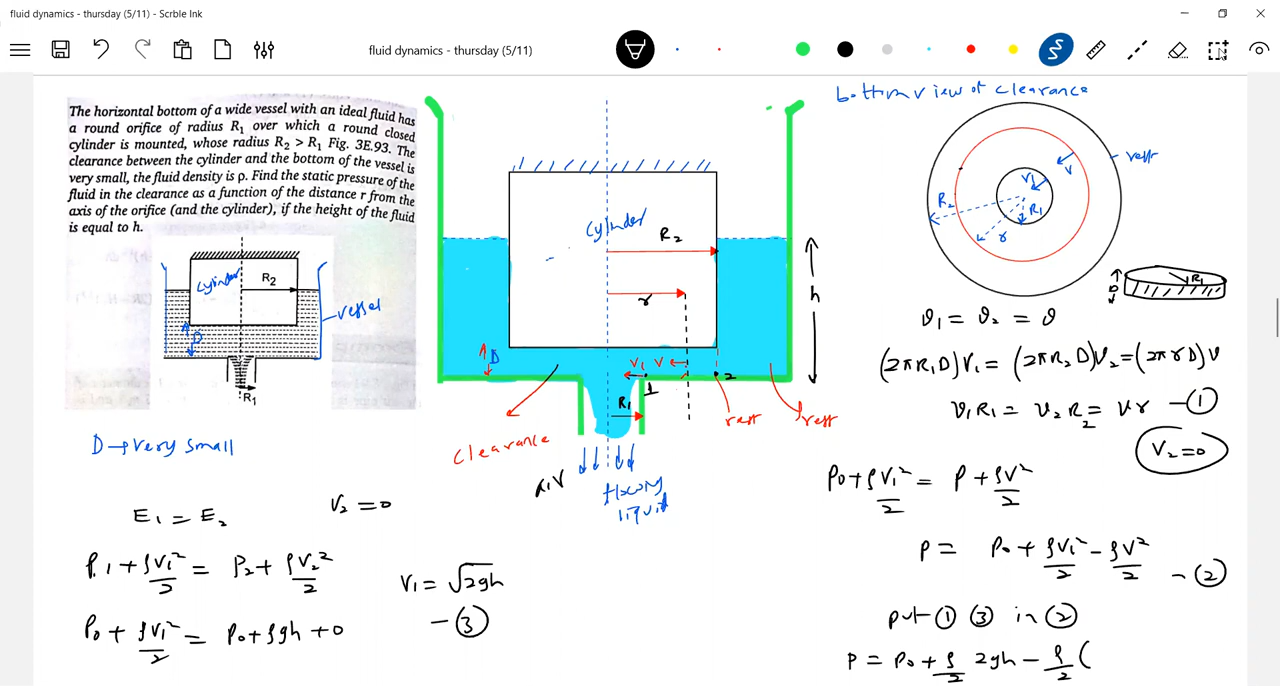 fluid dynamics - thursday (5/11) - Scrble Ink
fluid dynamics - thursday (5/11)
The horizontal bottom of a wide vessel with an ideal fluid has
a round orifice of radius R₁ over which a round closed
cylinder is mounted, whose radius R₂ > R₁ Fig. 3E.93. The
clearance between the cylinder and the bottom of the vessel is
very small, the fluid density is ρ. Find the static pressure of the
fluid in the clearance as a function of the distance r from the
axis of the orifice (and the cylinder), if the height of the fluid
is equal to h.
cylinder
R₂
vessel
D
R₁
D → very small
E₁ = E₂
V₂ = 0
P₁ + ρV₁²/2 = P₂ + ρV₂²/2
P₀ + ρV₁²/2 = P₀ + ρgh + 0
V₁ = √2gh
- ③
cylinder
R₂
r
h
D
V₁
V
1
2
R₁
rest
rest
clearance
air
flowing
liquid
bottom view of clearance
rest
V
V₁
R₂
R₁
r
D
R₁
ϑ₁ = ϑ₂ = ϑ
(2πR₁D)V₁ = (2πR₂D)V₂ = (2πrD)V
V₁R₁ = V₂R₂ = Vr - ①
V₂ = 0
P₀ + ρV₁²/2 = P + ρV²/2
P = P₀ + ρV₁²/2 - ρV²/2 - ②
put ① ③ in ②
P = P₀ + ρ/2 2gh - ρ/2 (